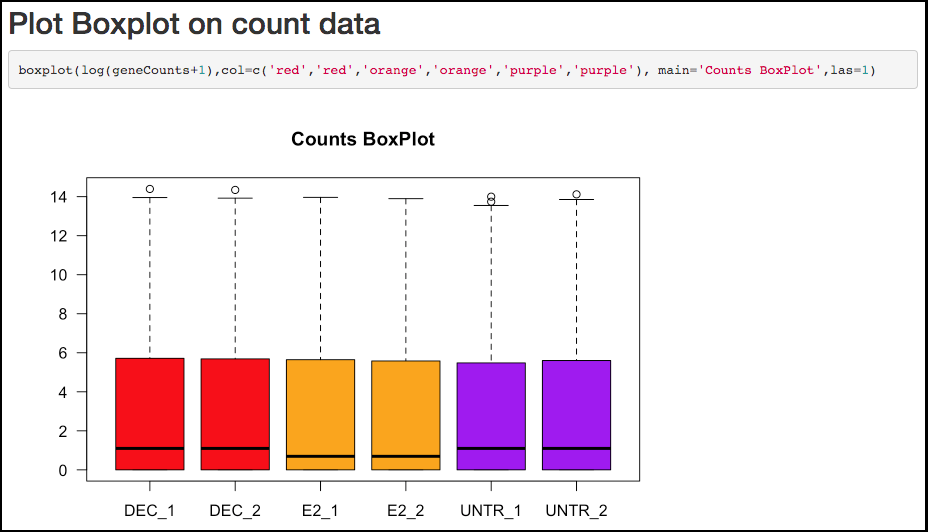 Plot Boxplot on count data
boxplot(log(geneCounts+1),col=c('red','red','orange','orange','purple','purple'), main='Counts BoxPlot',las=1)
Counts BoxPlot
14
12
10
8
6
4
2
0
DEC_1 DEC_2 E2_1 E2_2 UNTR_1 UNTR_2